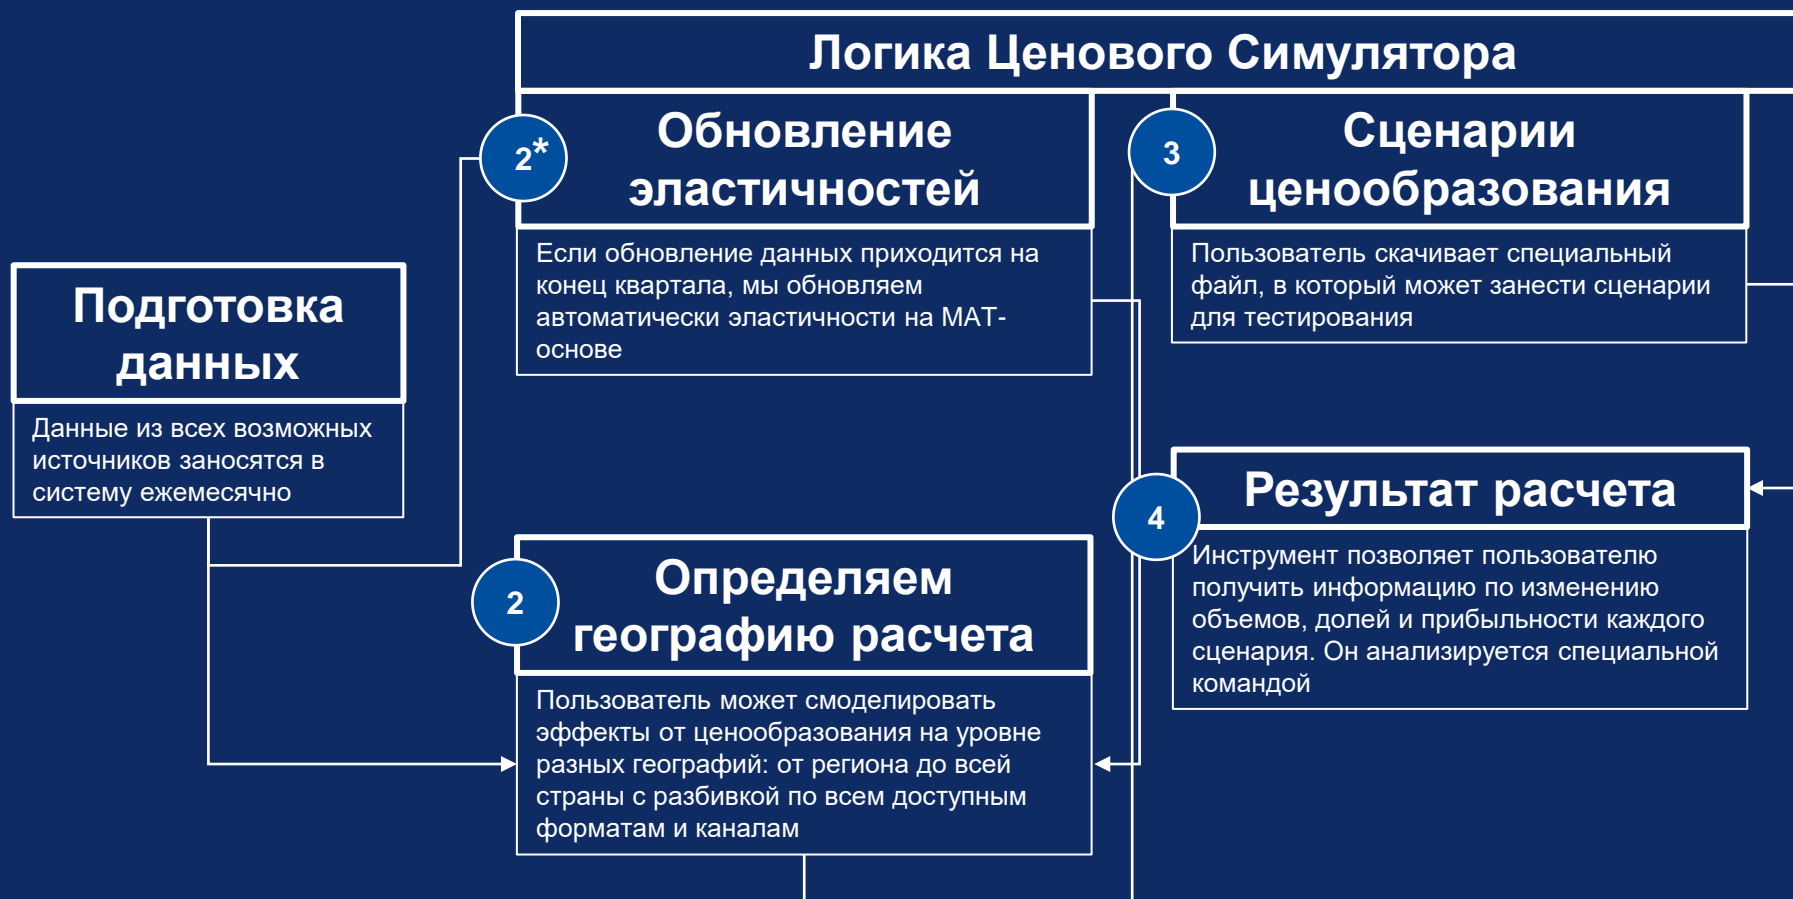 Логика Ценового Симулятора
Подготовка
данных
Данные из всех возможных
источников заносятся в
систему ежемесячно
2*
Обновление
эластичностей
Если обновление данных приходится на
конец квартала, мы обновляем
автоматически эластичности на МАТ-
основе
2
Определяем
географию расчета
Пользователь может смоделировать
эффекты от ценообразования на уровне
разных географий: от региона до всей
страны с разбивкой по всем доступным
форматам и каналам
3
Сценарии
ценообразования
Пользователь скачивает специальный
файл, в который может занести сценарии
для тестирования
4
Результат расчета
Инструмент позволяет пользователю
получить информацию по изменению
объемов, долей и прибыльности каждого
сценария. Он анализируется специальной
командой